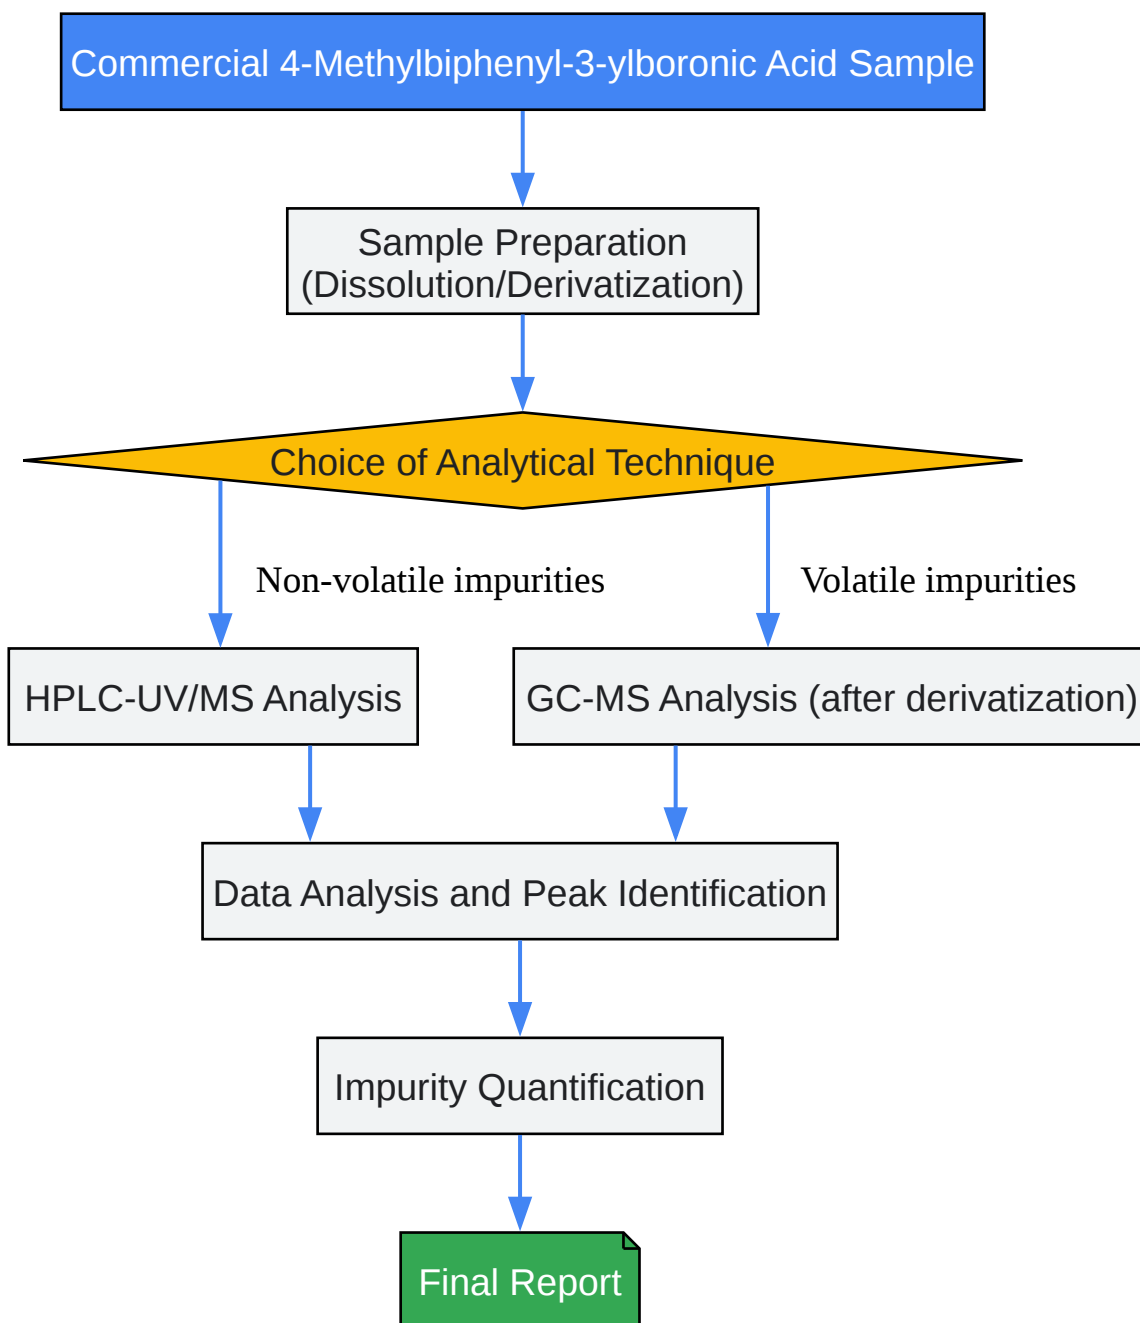 Commercial 4-Methylbiphenyl-3-ylboronic Acid Sample
Sample Preparation
(Dissolution/Derivatization)
Choice of Analytical Technique
Non-volatile impurities
Volatile impurities
HPLC-UV/MS Analysis
GC-MS Analysis (after derivatization)
Data Analysis and Peak Identification
Impurity Quantification
Final Report